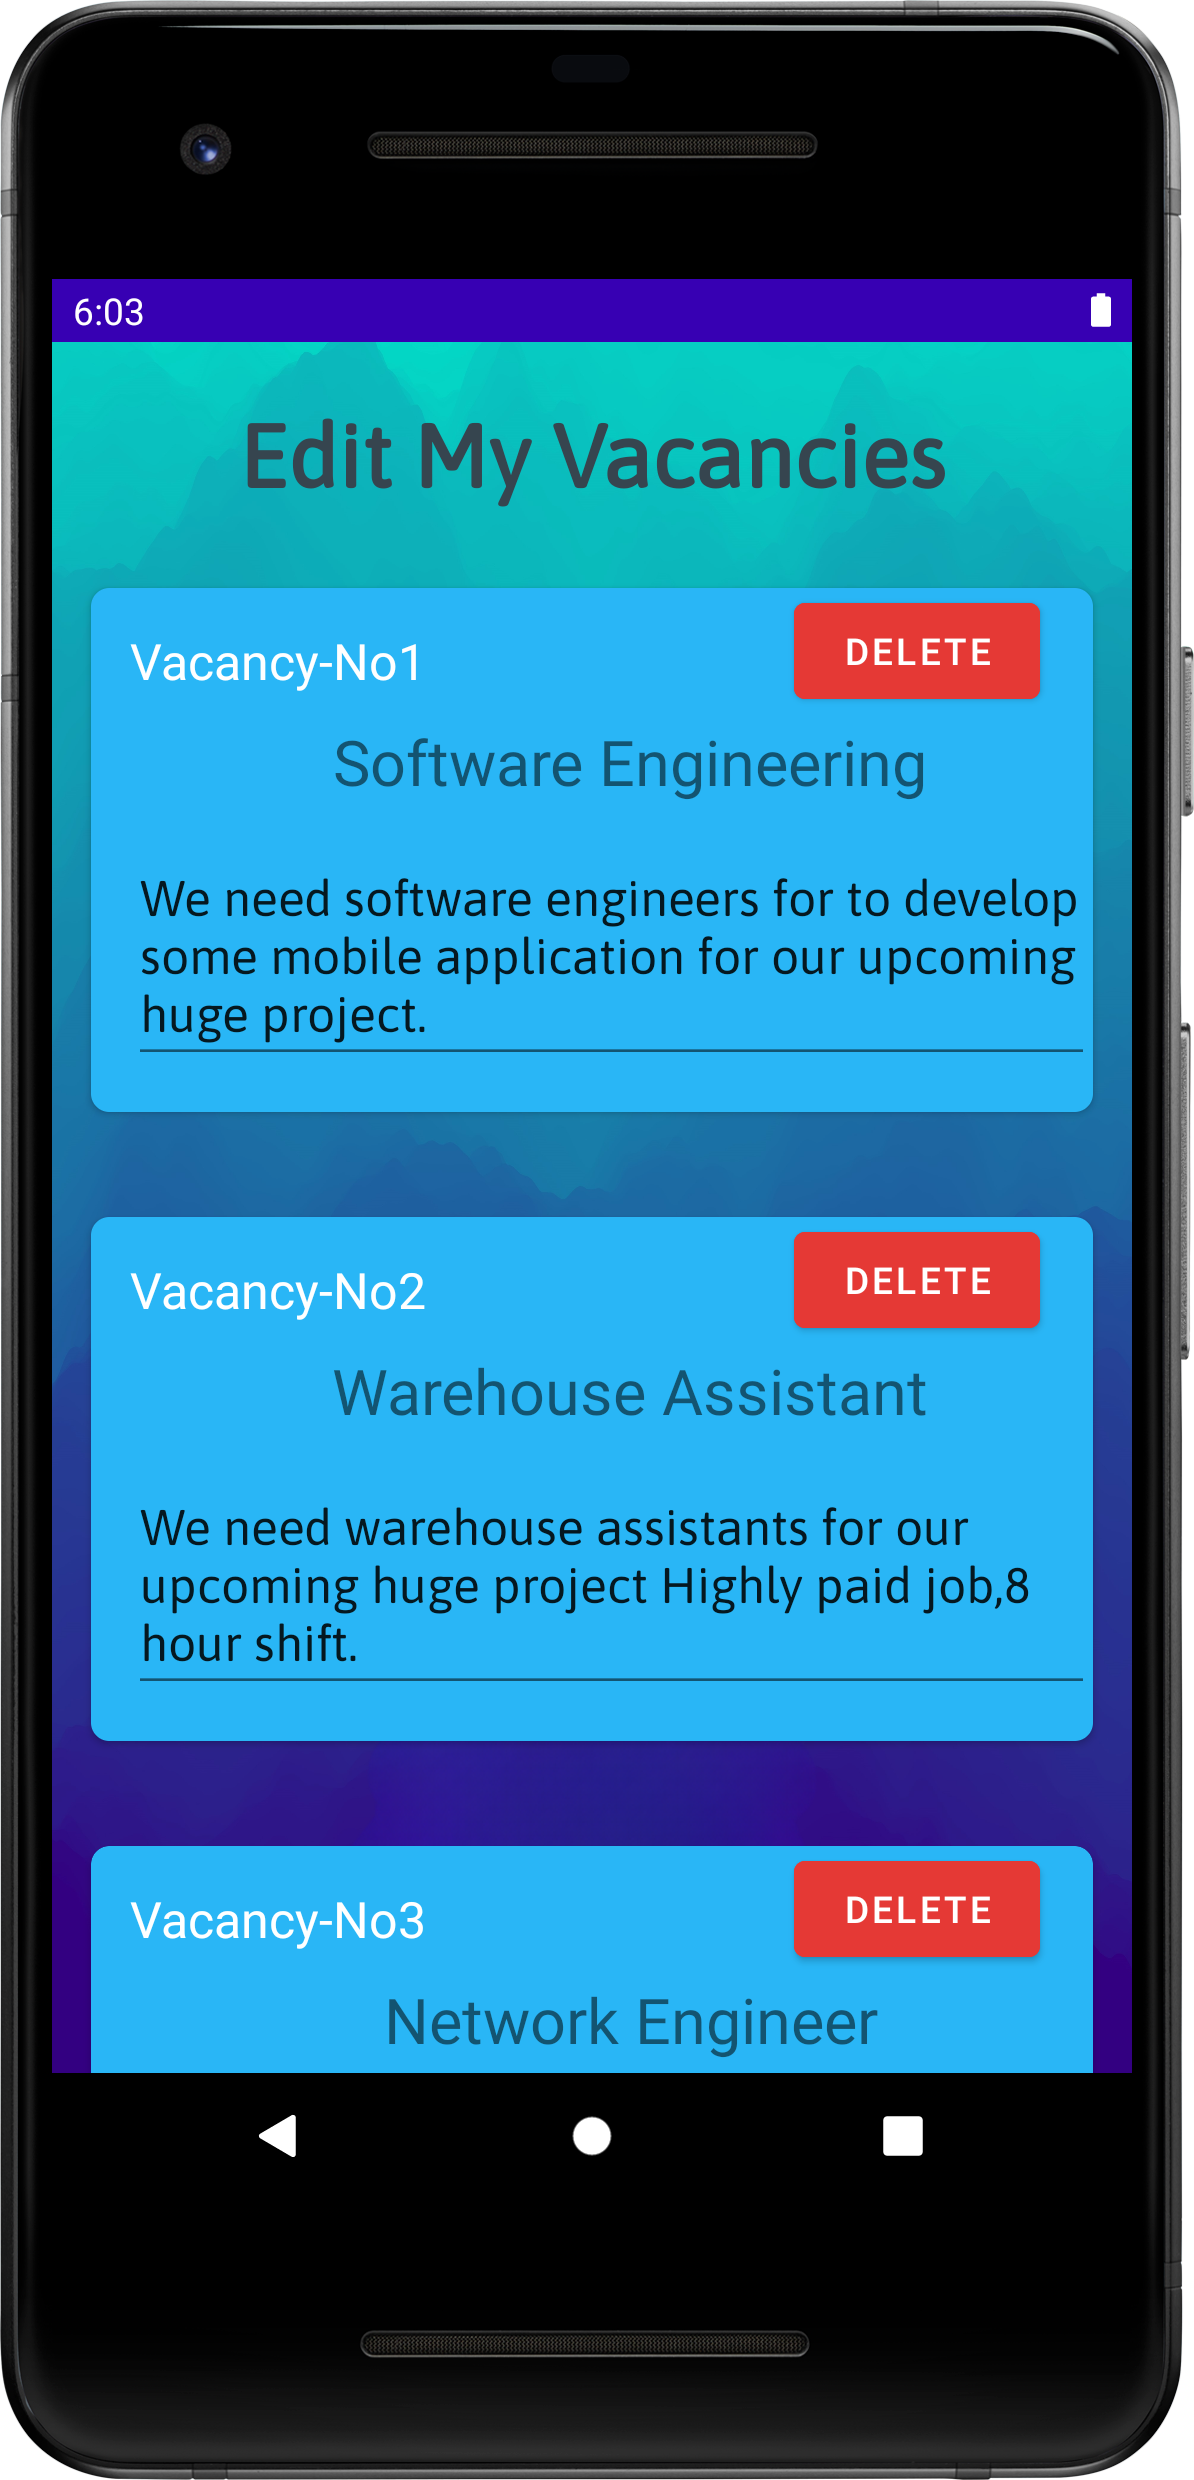 6:03
Edit My Vacancies
Vacancy-No1
DELETE
Software Engineering
We need software engineers for to develop
some mobile application for our upcoming
huge project.
Vacancy-No2
DELETE
Warehouse Assistant
We need warehouse assistants for our
upcoming huge project Highly paid job,8
hour shift.
Vacancy-No3
DELETE
Network Engineer